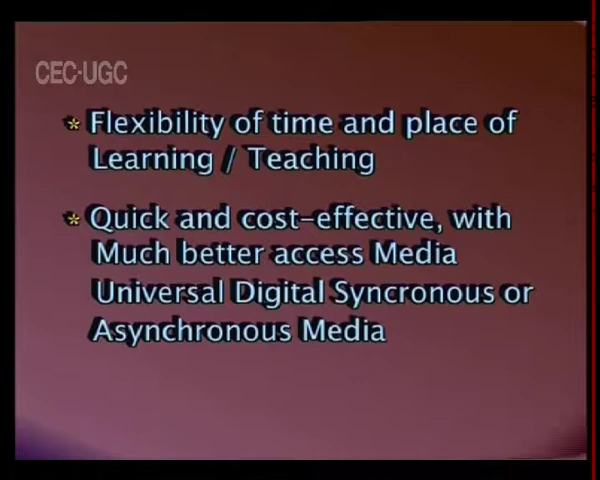 CEC-UGC
* Flexibility of time and place of
Learning / Teaching
* Quick and cost-effective, with
Much better access Media
Universal Digital Syncronous or
Asynchronous Media